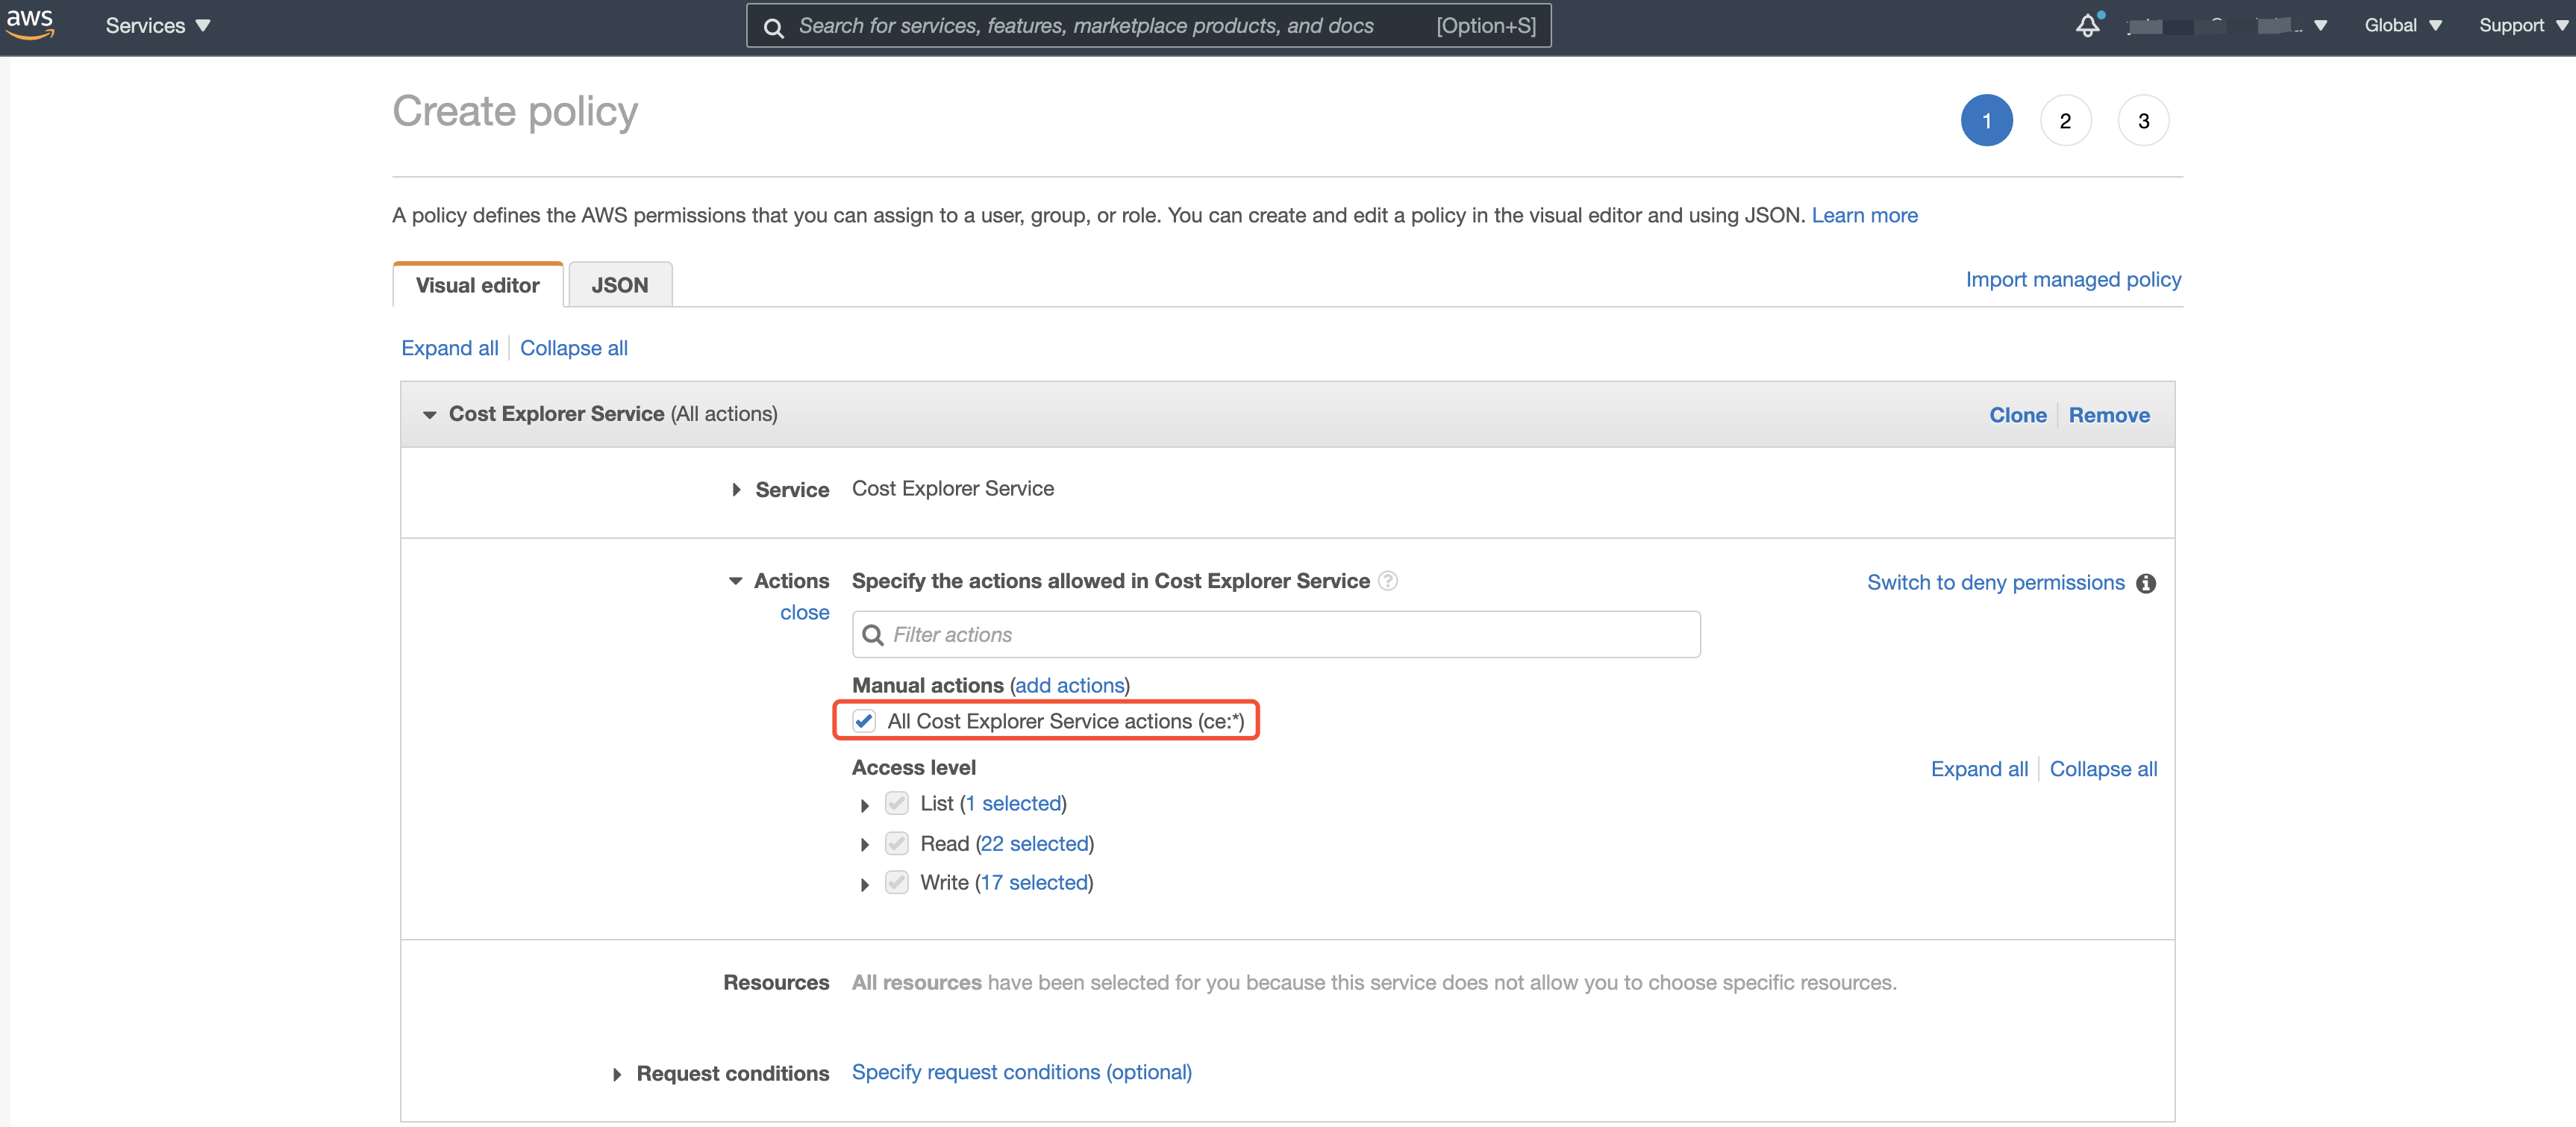 aws Services Search for services, features, marketplace products, and docs [Option+S] Global Support
Create policy 1 2 3
A policy defines the AWS permissions that you can assign to a user, group, or role. You can create and edit a policy in the visual editor and using JSON. Learn more
Visual editor JSON Import managed policy
Expand all Collapse all
Cost Explorer Service (All actions) Clone Remove
Service Cost Explorer Service
Actions Specify the actions allowed in Cost Explorer Service ? Switch to deny permissions i
close
Filter actions
Manual actions (add actions)
All Cost Explorer Service actions (ce:*)
Access level Expand all Collapse all
List (1 selected)
Read (22 selected)
Write (17 selected)
Resources All resources have been selected for you because this service does not allow you to choose specific resources.
Request conditions Specify request conditions (optional)